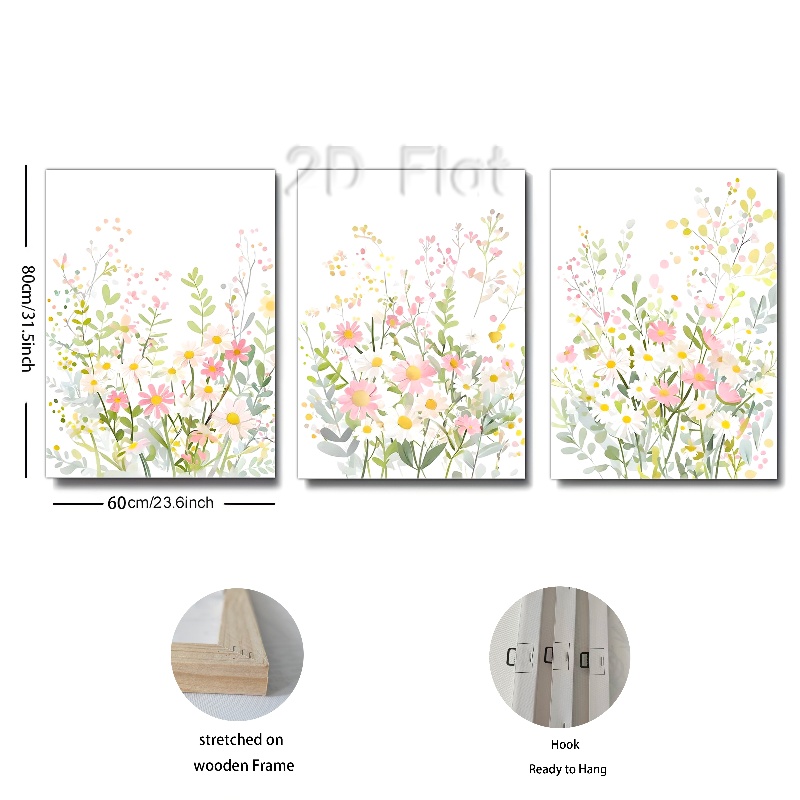 2D Flat
80cm/31.5inch
60cm/23.6inch
stretched on
wooden Frame
Hook
Ready to Hang